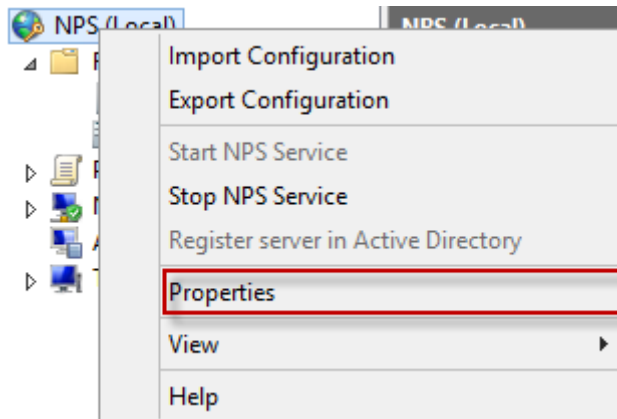 NPS (Local)
NPS (Local)
Import Configuration
Export Configuration
Start NPS Service
Stop NPS Service
Register server in Active Directory
Properties
View
Help